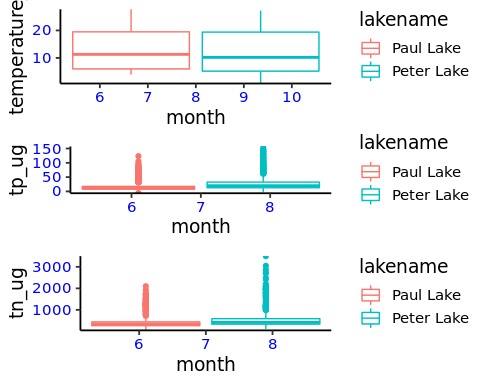 temperature
20
10
6 7 8 9 10
month
lakename
Paul Lake
Peter Lake
tp_ug
150
100
50
0
6 7 8
month
lakename
Paul Lake
Peter Lake
tn_ug
3000
2000
1000
6 7 8
month
lakename
Paul Lake
Peter Lake